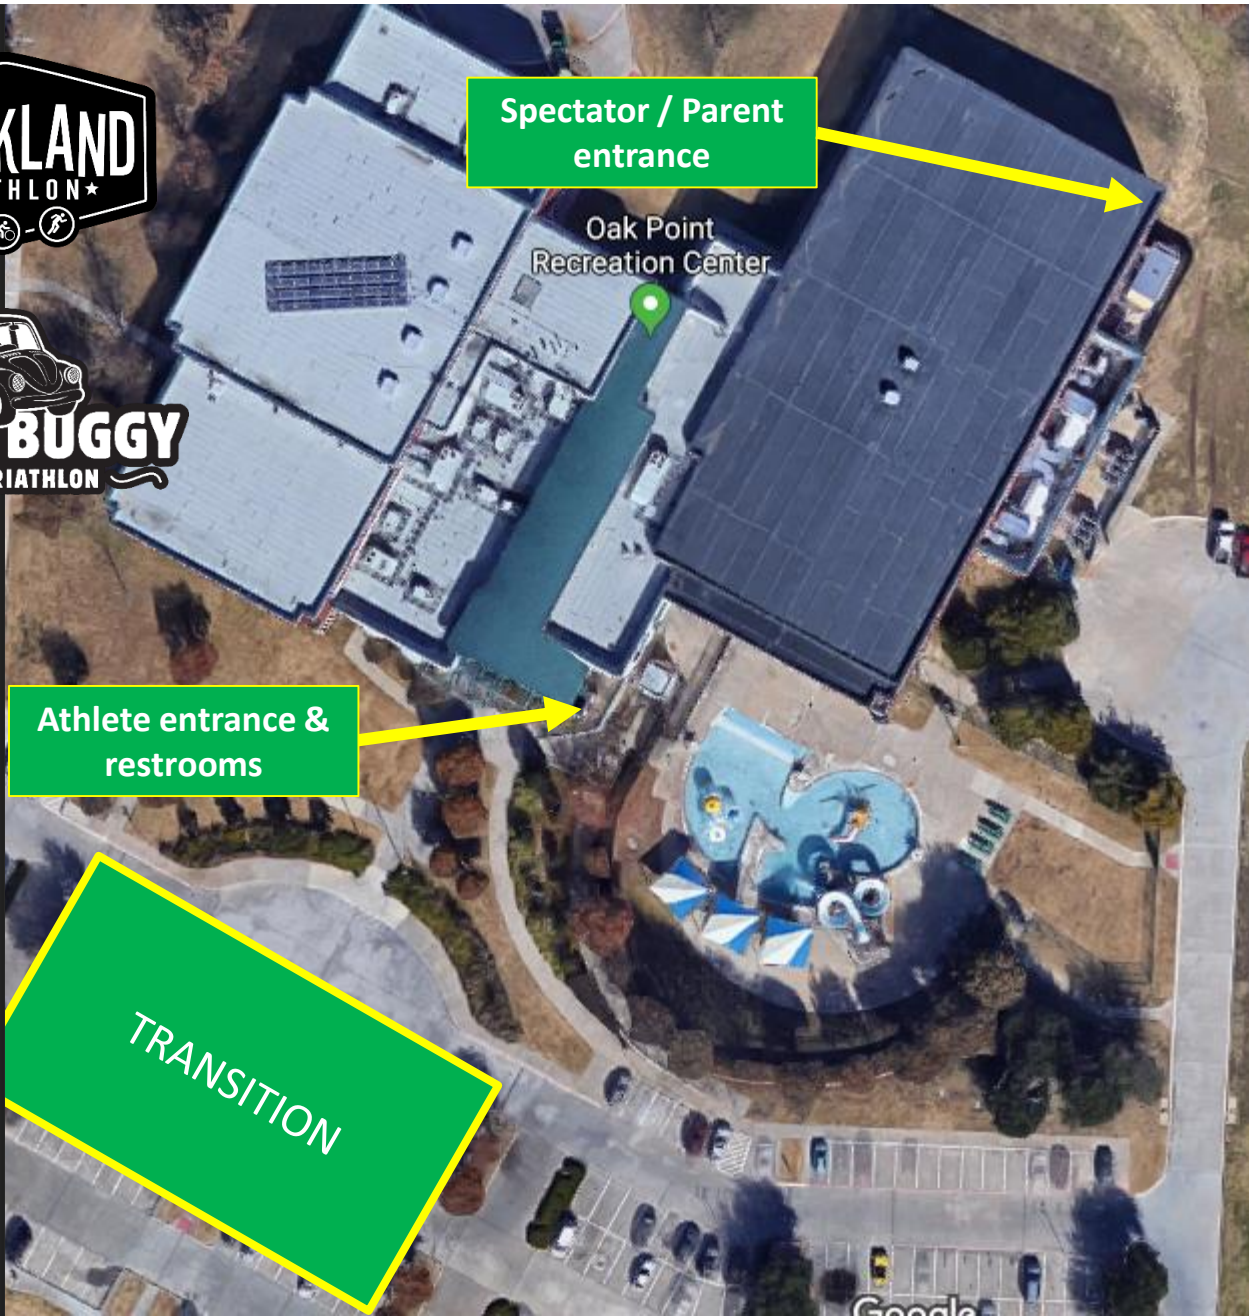 KLAND
THLON★
Spectator / Parent
entrance
Oak Point
Recreation Center
BUGGY
RIATHLON
Athlete entrance &
restrooms
TRANSITION
Google